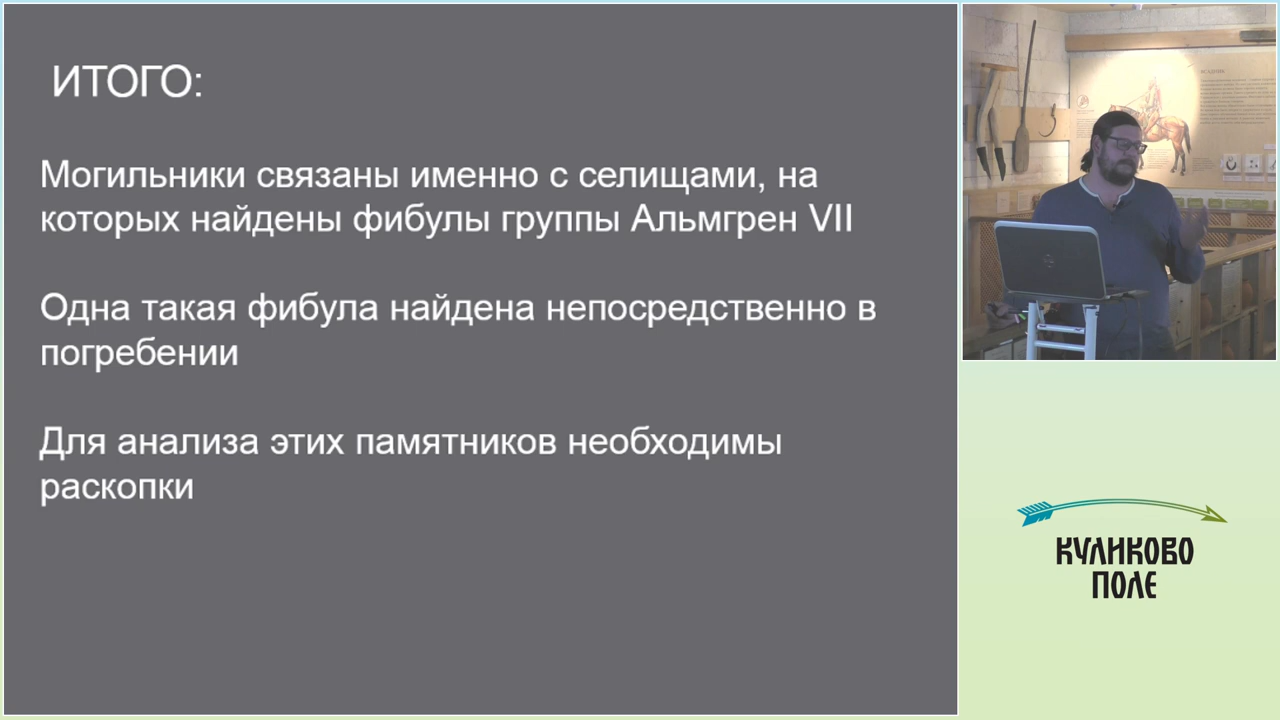 ИТОГО:
Могильники связаны именно с селищами, на
которых найдены фибулы группы Альмгрен VII
Одна такая фибула найдена непосредственно в
погребении
Для анализа этих памятников необходимы
раскопки
КУЛИКОВО
ПОЛЕ